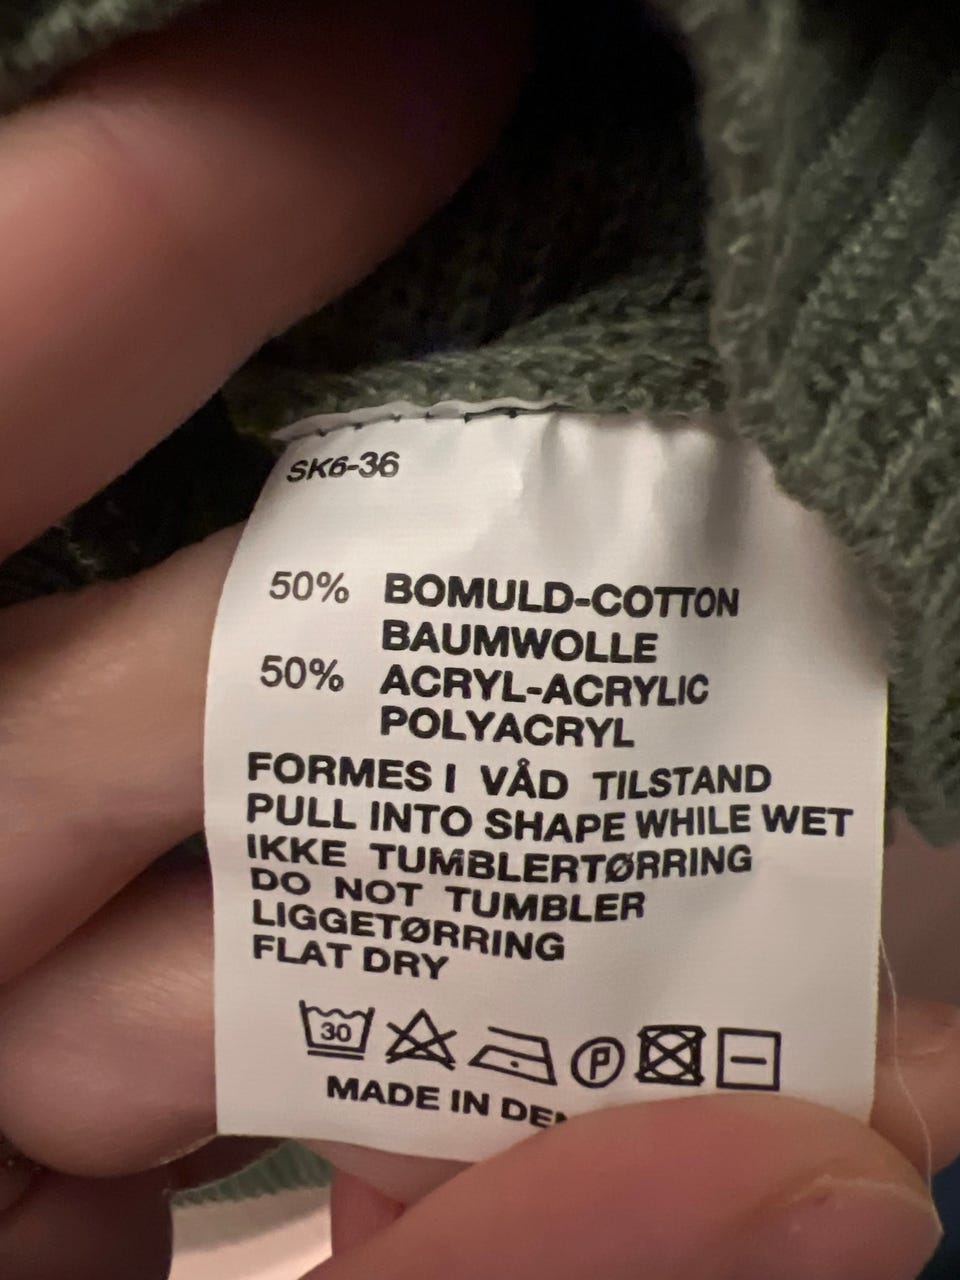 SK6-36
50% BOMULD-COTTON
BAUMWOLLE
50% ACRYL-ACRYLIC
POLYACRYL
FORMES I VÅD TILSTAND
PULL INTO SHAPE WHILE WET
IKKE TUMBLERTØRRING
DO NOT TUMBLER
LIGGETØRRING
FLAT DRY
30 P
MADE IN